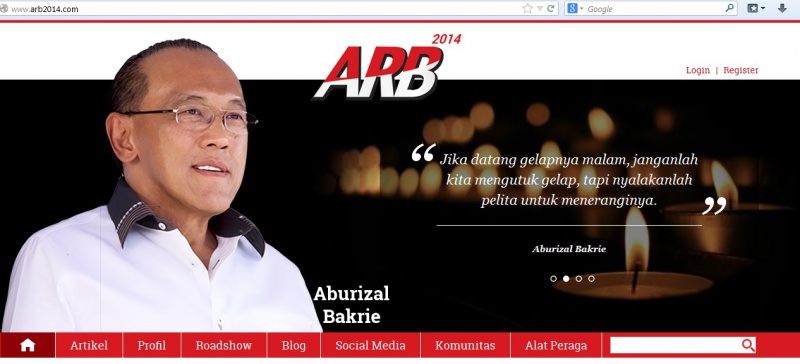 www.arb2014.com
Google
2014
ARB
Login | Register
“Jika datang gelapnya malam, janganlah
kita mengutuk gelap, tapi nyalakanlah
pelita untuk meneranginya.”
Aburizal Bakrie
Aburizal
Bakrie
Artikel Profil Roadshow Blog Social Media Komunitas Alat Peraga